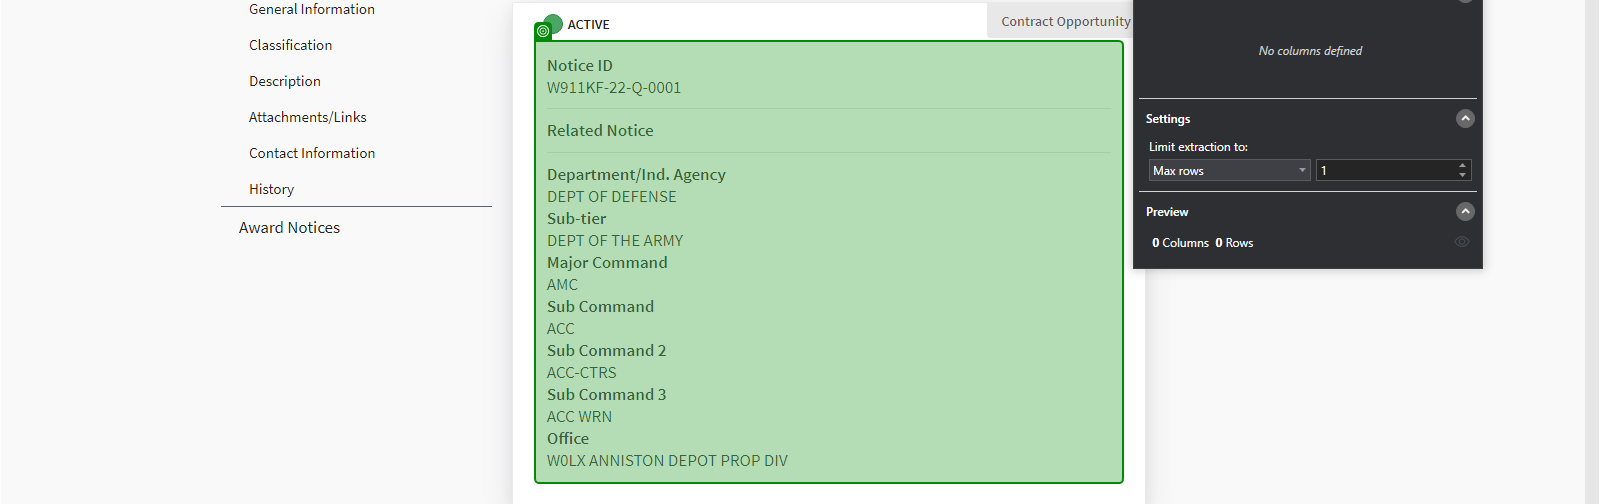 General Information
Classification
Description
Attachments/Links
Contact Information
History
Award Notices
ACTIVE
Contract Opportunity
Notice ID
W911KF-22-Q-0001
Related Notice
Department/Ind. Agency
DEPT OF DEFENSE
Sub-tier
DEPT OF THE ARMY
Major Command
AMC
Sub Command
ACC
Sub Command 2
ACC-CTRS
Sub Command 3
ACC WRN
Office
W0LX ANNISTON DEPOT PROP DIV
No columns defined
Settings
Limit extraction to:
Max rows 1
Preview
0 Columns 0 Rows